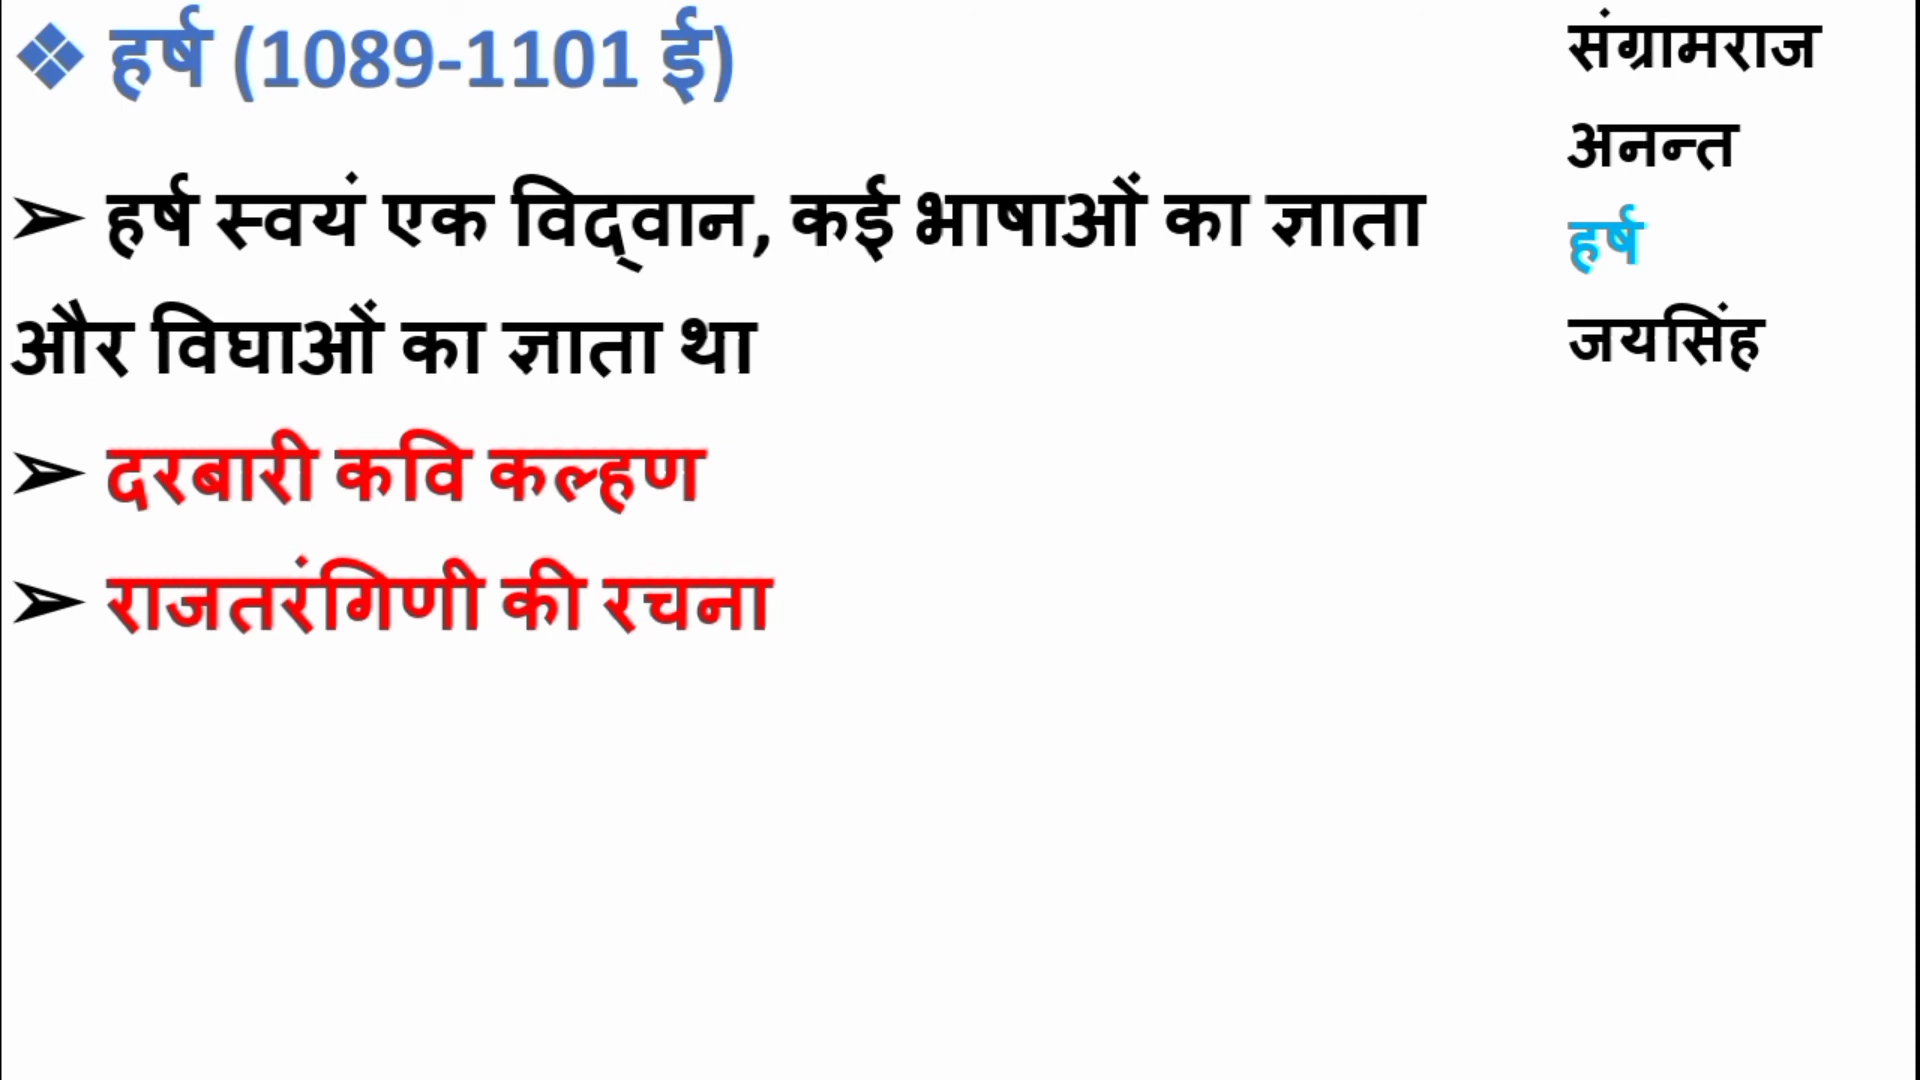 ❖ हर्ष (1089-1101 ई)
➢ हर्ष स्वयं एक विद्वान, कई भाषाओं का ज्ञाता
और विघाओं का ज्ञाता था
➢ दरबारी कवि कल्हण
➢ राजतरंगिणी की रचना
संग्रामराज
अनन्त
हर्ष
जयसिंह